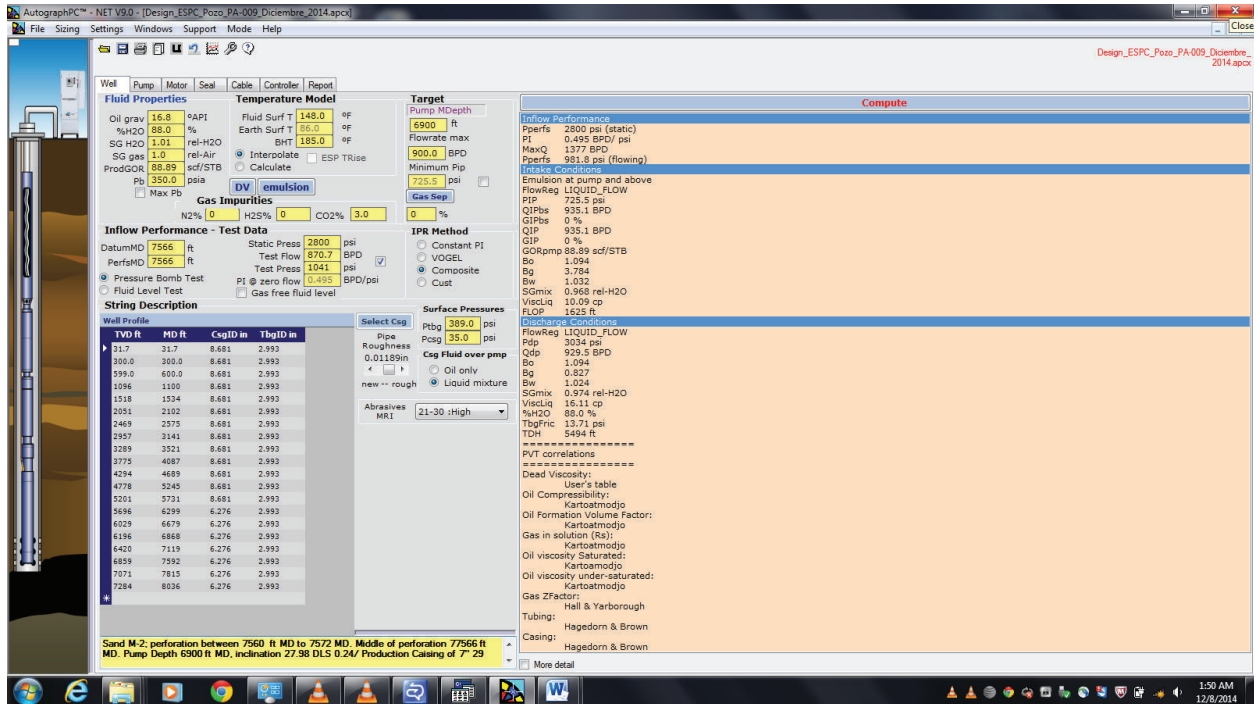 AutographPC™ - NET V9.0 - [Design_ESPC_Pozo_PA-009_Diciembre_2014.apcx]
File Sizing Settings Windows Support Mode Help
Close
Design_ESPC_Pozo_PA-009_Diciembre_
2014.apcx
Well Pump Motor Seal Cable Controller Report
Fluid Properties
Oil grav 16.8 ºAPI
%H2O 88.0 %
SG H2O 1.01 rel-H2O
SG gas 1.0 rel-Air
ProdGOR 88.89 scf/STB
Pb 350.0 psia
Max Pb
Temperature Model
Fluid Surf T 148.0 ºF
Earth Surf T 86.0 ºF
BHT 185.0 ºF
Interpolate ESP TRise
Calculate
DV emulsion
Gas Impurities
N2% 0 H2S% 0 CO2% 3.0
Target
Pump MDepth
6900 ft
Flowrate max
900.0 BPD
Minimum Pip
725.5 psi
Gas Sep
0 %
Inflow Performance - Test Data
DatumMD 7566 ft
PerfsMD 7566 ft
Pressure Bomb Test
Fluid Level Test
Static Press 2800 psi
Test Flow 870.7 BPD
Test Press 1041 psi
PI @ zero flow 0.495 BPD/psi
Gas free fluid level
IPR Method
Constant PI
VOGEL
Composite
Cust
String Description
Well Profile
TVD ft MD ft CsgID in TbgID in
31.7 31.7 8.681 2.993
300.0 300.0 8.681 2.993
599.0 600.0 8.681 2.993
1096 1100 8.681 2.993
1518 1534 8.681 2.993
2051 2102 8.681 2.993
2469 2575 8.681 2.993
2957 3141 8.681 2.993
3289 3521 8.681 2.993
3775 4087 8.681 2.993
4294 4689 8.681 2.993
4778 5245 8.681 2.993
5201 5731 8.681 2.993
5696 6299 6.276 2.993
6029 6679 6.276 2.993
6196 6868 6.276 2.993
6420 7119 6.276 2.993
6859 7592 6.276 2.993
7071 7815 6.276 2.993
7284 8036 6.276 2.993
*
Select Csg
Pipe
Roughness
0.01189in
new -- rough
Abrasives
MRI
21-30 :High
Surface Pressures
Ptbg 389.0 psi
Pcsg 35.0 psi
Csg Fluid over pmp
Oil only
Liquid mixture
Sand M-2; perforation between 7560 ft MD to 7572 MD. Middle of perforation 77566 ft
MD. Pump Depth 6900 ft MD, inclination 27.98 DLS 0.24/ Production Caising of 7" 29
Compute
Inflow Performance
Pperfs 2800 psi (static)
PI 0.495 BPD/ psi
MaxQ 1377 BPD
Pperfs 981.8 psi (flowing)
Intake Conditions
Emulsion at pump and above
FlowReg LIQUID_FLOW
PIP 725.5 psi
QIPbs 935.1 BPD
GIPbs 0 %
QIP 935.1 BPD
GIP 0 %
GORpmp 88.89 scf/STB
Bo 1.094
Bg 3.784
Bw 1.032
SGmix 0.968 rel-H2O
ViscLiq 10.09 cp
FLOP 1625 ft
Discharge Conditions
FlowReg LIQUID_FLOW
Pdp 3034 psi
Qdp 929.5 BPD
Bo 1.094
Bg 0.827
Bw 1.024
SGmix 0.974 rel-H2O
ViscLiq 16.11 cp
%H2O 88.0 %
TbgFric 13.71 psi
TDH 5494 ft
================
PVT correlations
================
Dead Viscosity:
User's table
Oil Compressibility:
Kartoatmodjo
Oil Formation Volume Factor:
Kartoatmodjo
Gas in solution (Rs):
Kartoatmodjo
Oil viscosity Saturated:
Kartoamodjo
Oil viscosity under-saturated:
Kartoatmodjo
Gas ZFactor:
Hall & Yarborough
Tubing:
Hagedorn & Brown
Casing:
Hagedorn & Brown
More detail
1:50 AM
12/8/2014